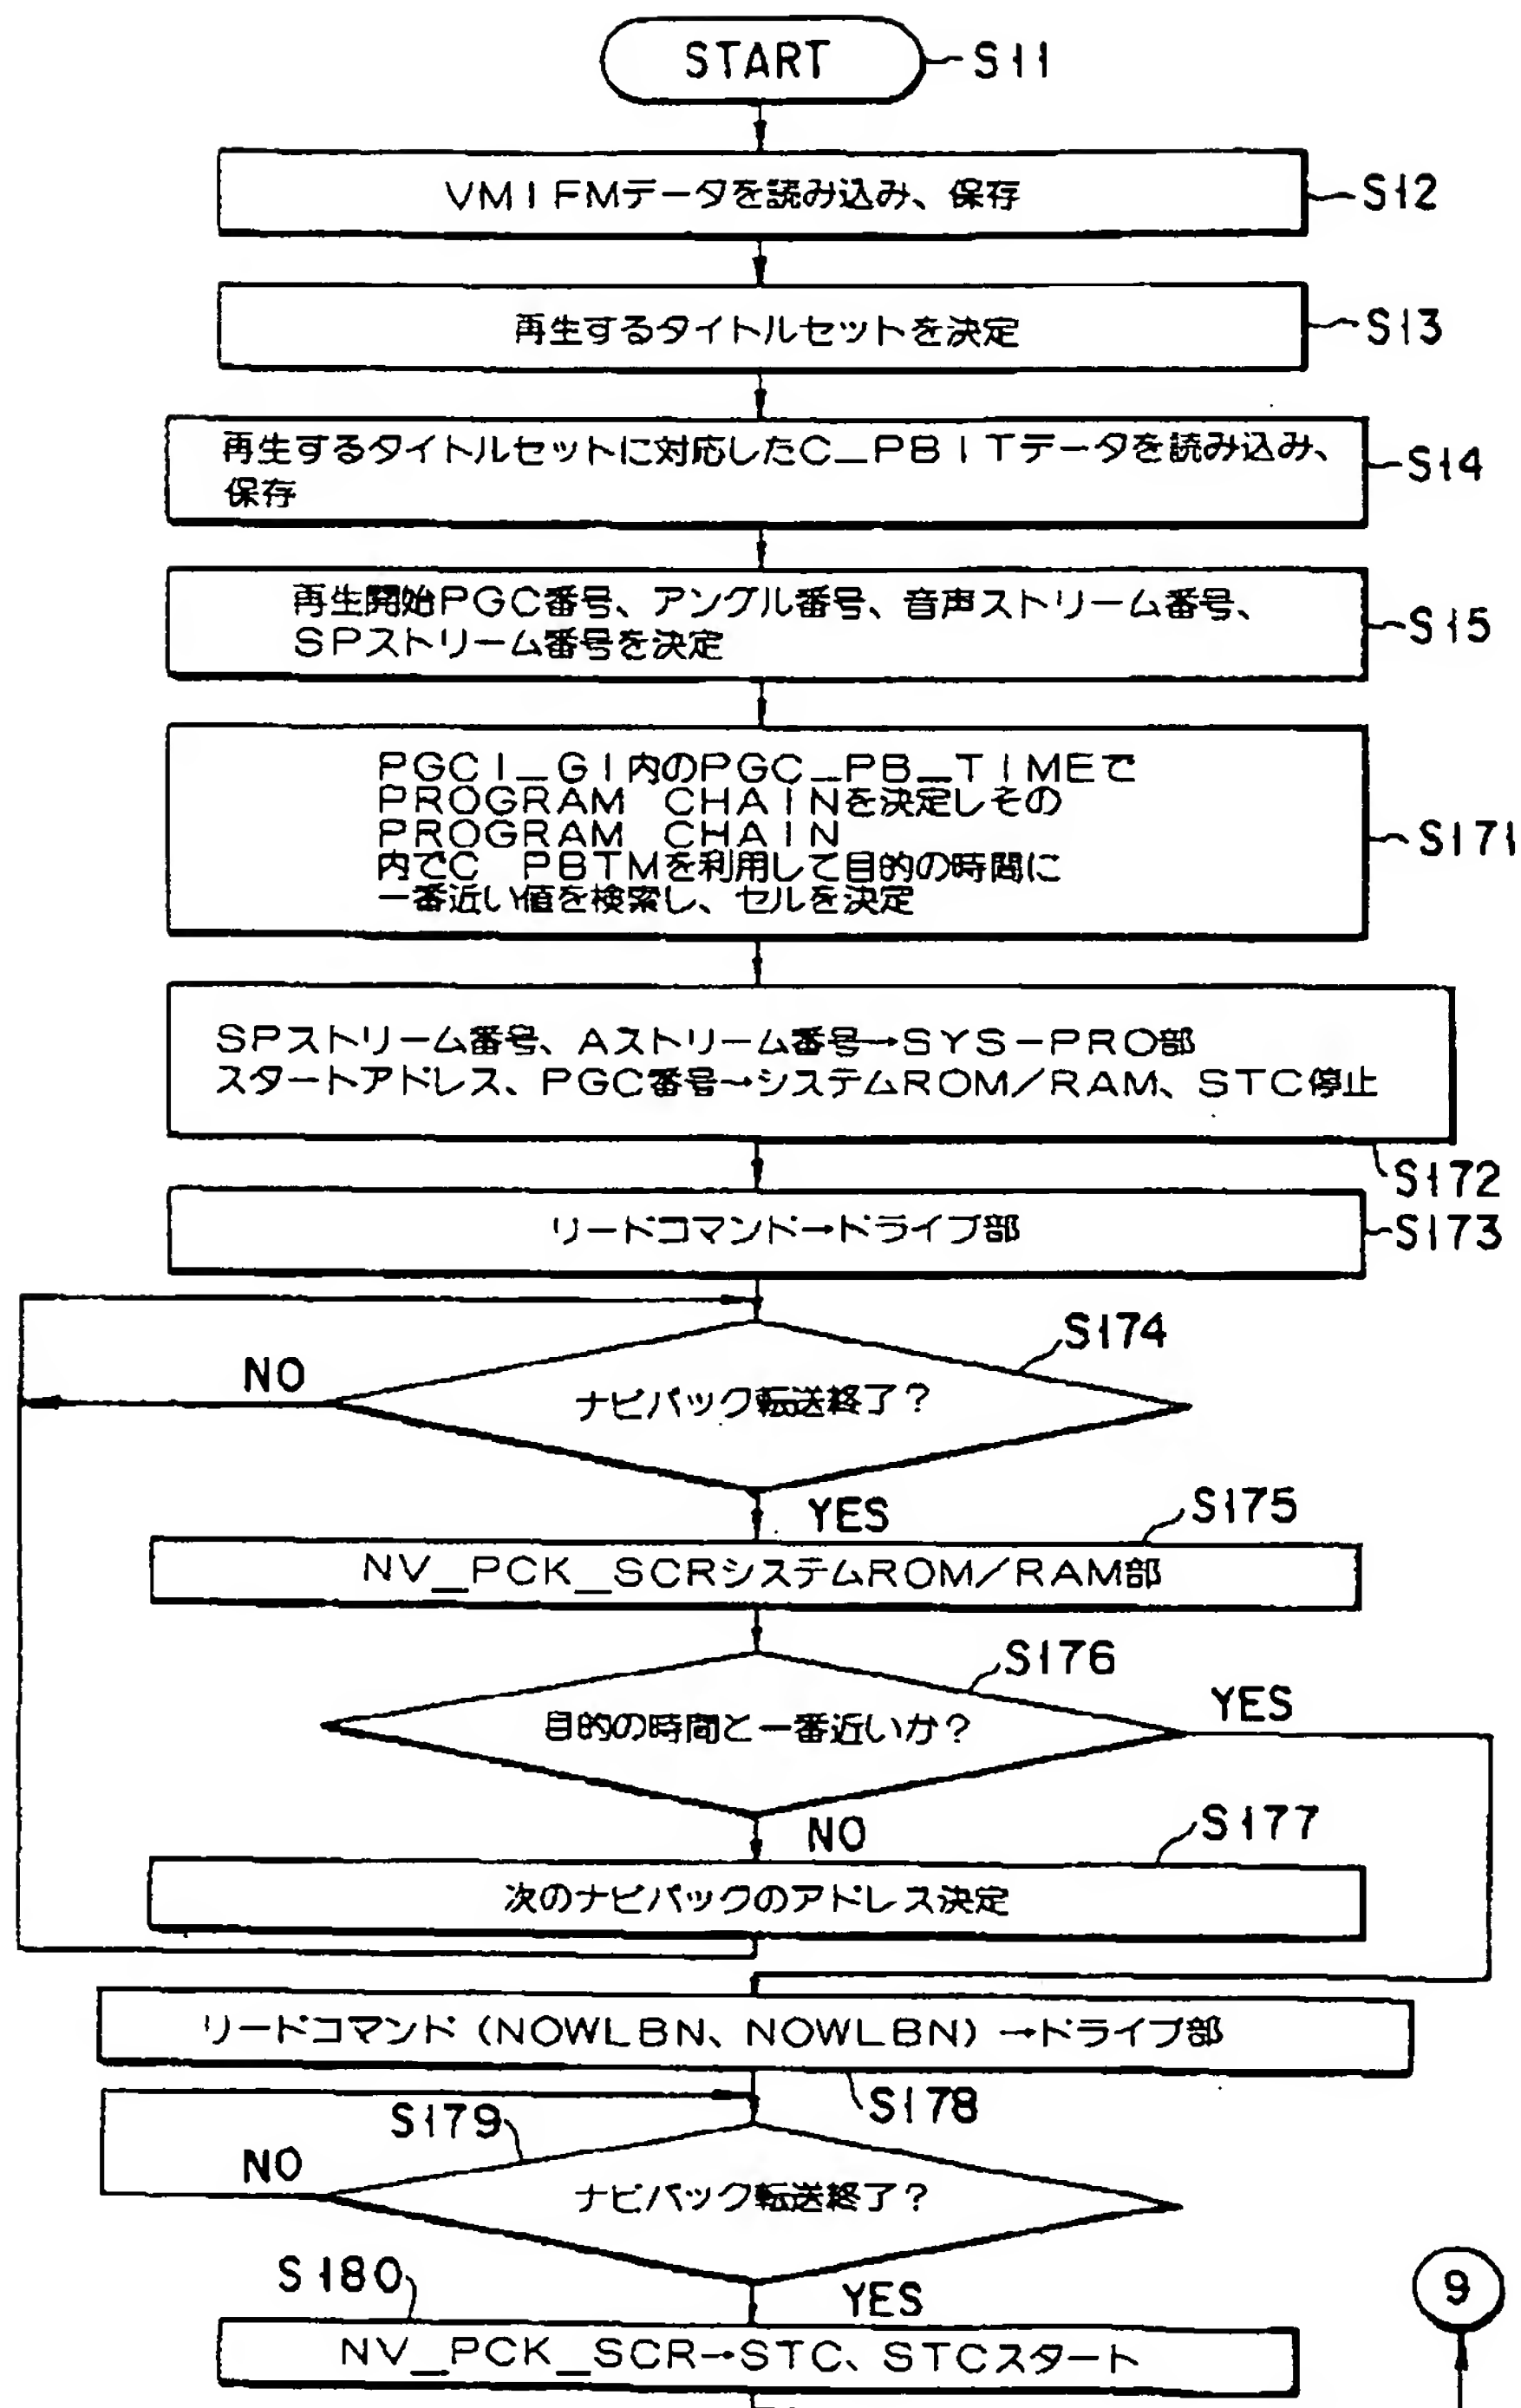 START
S11
VMIFMデータを読み込み、保存
S12
再生するタイトルセットを決定
S13
再生するタイトルセットに対応したC_PBITデータを読み込み、
保存
S14
再生開始PGC番号、アングル番号、音声ストリーム番号、
SPストリーム番号を決定
S15
PGCI_GI内のPGC_PB_TIMEで
PROGRAM CHAINを決定しその
PROGRAM CHAIN
内でC PBTMを利用して目的の時間に
一番近い値を検索し、セルを決定
S171
SPストリーム番号、Aストリーム番号→SYS-PRO部
スタートアドレス、PGC番号→システムROM/RAM、STC停止
S172
リードコマンド→ドライブ部
S173
S174
NO
ナビパック転送終了?
YES
S175
NV_PCK_SCRシステムROM/RAM部
S176
目的の時間と一番近いか?
YES
NO
S177
次のナビパックのアドレス決定
リードコマンド(NOWLBN、NOWLBN)→ドライブ部
S178
S179
NO
ナビパック転送終了?
YES
S180
9
NV_PCK_SCR→STC、STCスタート